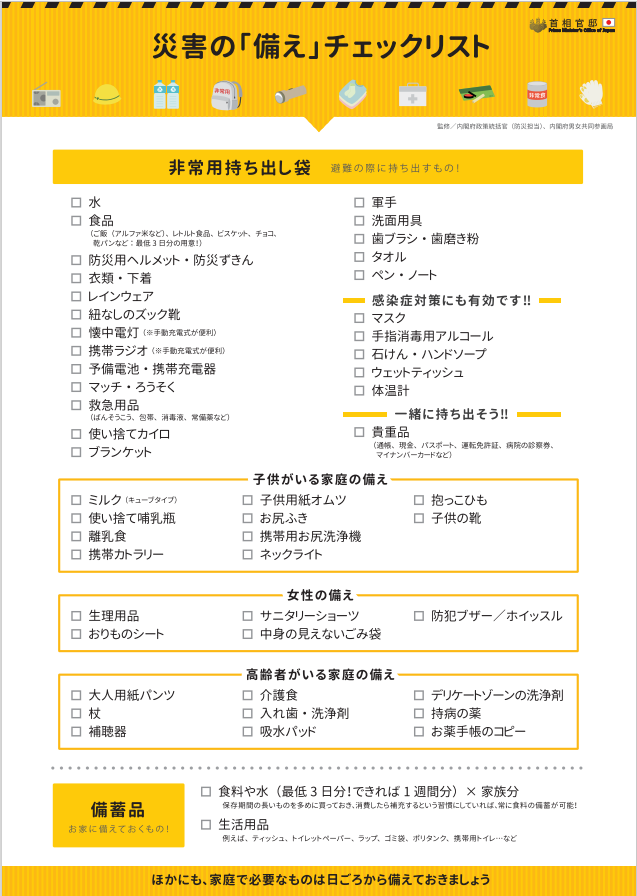 首相官邸
Prime Minister's Office of Japan
災害の「備え」チェックリスト
非常用
非常食
監修／内閣府政策統括官（防災担当）、内閣府男女共同参画局
非常用持ち出し袋 避難の際に持ち出すもの！
水
食品
（ご飯（アルファ米など）、レトルト食品、ビスケット、チョコ、
乾パンなど：最低３日分の用意！）
防災用ヘルメット・防災ずきん
衣類・下着
レインウェア
紐なしのズック靴
懐中電灯（※手動充電式が便利）
携帯ラジオ（※手動充電式が便利）
予備電池・携帯充電器
マッチ・ろうそく
救急用品
（ばんそうこう、包帯、消毒液、常備薬など）
使い捨てカイロ
ブランケット
軍手
洗面用具
歯ブラシ・歯磨き粉
タオル
ペン・ノート
感染症対策にも有効です!!
マスク
手指消毒用アルコール
石けん・ハンドソープ
ウェットティッシュ
体温計
一緒に持ち出そう!!
貴重品
（通帳、現金、パスポート、運転免許証、病院の診察券、
マイナンバーカードなど）
子供がいる家庭の備え
ミルク（キューブタイプ）
使い捨て哺乳瓶
離乳食
携帯カトラリー
子供用紙オムツ
お尻ふき
携帯用お尻洗浄機
ネックライト
抱っこひも
子供の靴
女性の備え
生理用品
おりものシート
サニタリーショーツ
中身の見えないごみ袋
防犯ブザー／ホイッスル
高齢者がいる家庭の備え
大人用紙パンツ
杖
補聴器
介護食
入れ歯・洗浄剤
吸水パッド
デリケートゾーンの洗浄剤
持病の薬
お薬手帳のコピー
備蓄品
お家に備えておくもの！
食料や水（最低３日分！できれば１週間分）×家族分
保存期間の長いものを多めに買っておき、消費したら補充するという習慣にしていれば、常に食料の備蓄が可能！
生活用品
例えば、ティッシュ、トイレットペーパー、ラップ、ゴミ袋、ポリタンク、携帯用トイレ…など
ほかにも、家庭で必要なものは日ごろから備えておきましょう